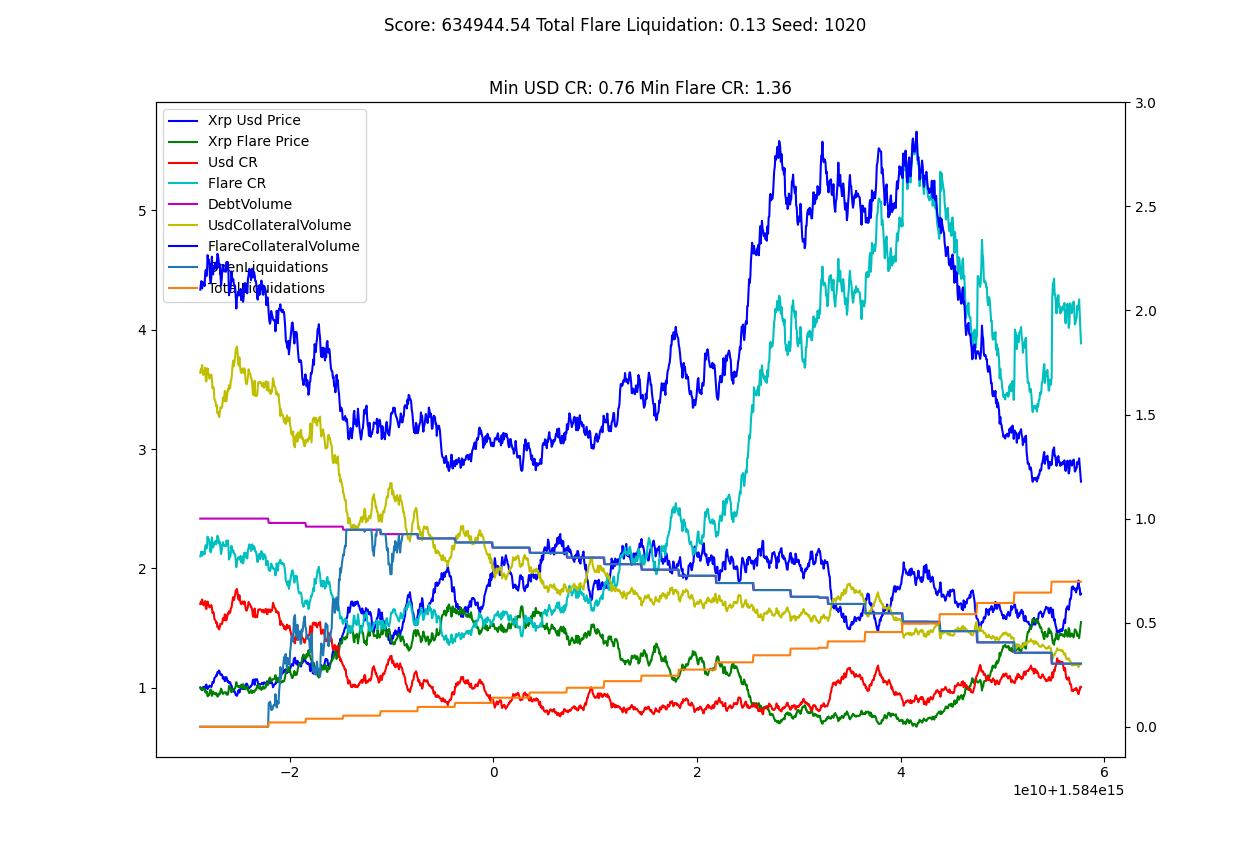 Score: 634944.54 Total Flare Liquidation: 0.13 Seed: 1020
Min USD CR: 0.76 Min Flare CR: 1.36
Xrp Usd Price
Xrp Flare Price
Usd CR
Flare CR
DebtVolume
UsdCollateralVolume
FlareCollateralVolume
OpenLiquidations
TotalLiquidations
5
4
3
2
1
3.0
2.5
2.0
1.5
1.0
0.5
0.0
−2
0
2
4
6
1e10+1.584e15